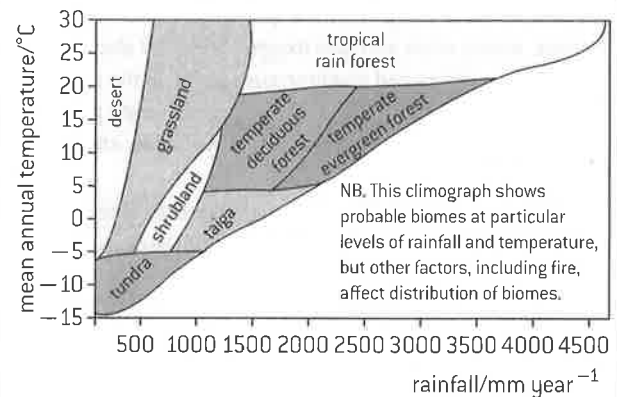 mean annual temperature/°C
30
25
20
15
10
5
0
−5
−10
−15
desert
grassland
shrubland
tundra
taiga
temperate
deciduous
forest
temperate
evergreen forest
tropical
rain forest
NB. This climograph shows
probable biomes at particular
levels of rainfall and temperature,
but other factors, including fire,
affect distribution of biomes.
500 1000 1500 2000 2500 3000 3500 4000 4500
rainfall/mm year⁻¹